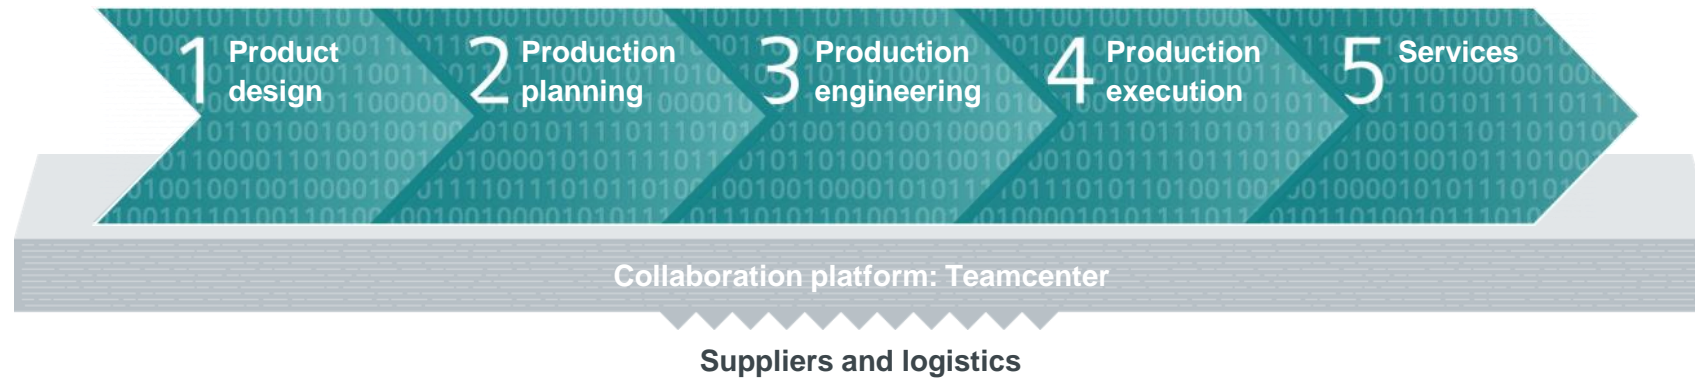 1 Product
design
2 Production
planning
3 Production
engineering
4 Production
execution
5 Services
Collaboration platform: Teamcenter
Suppliers and logistics